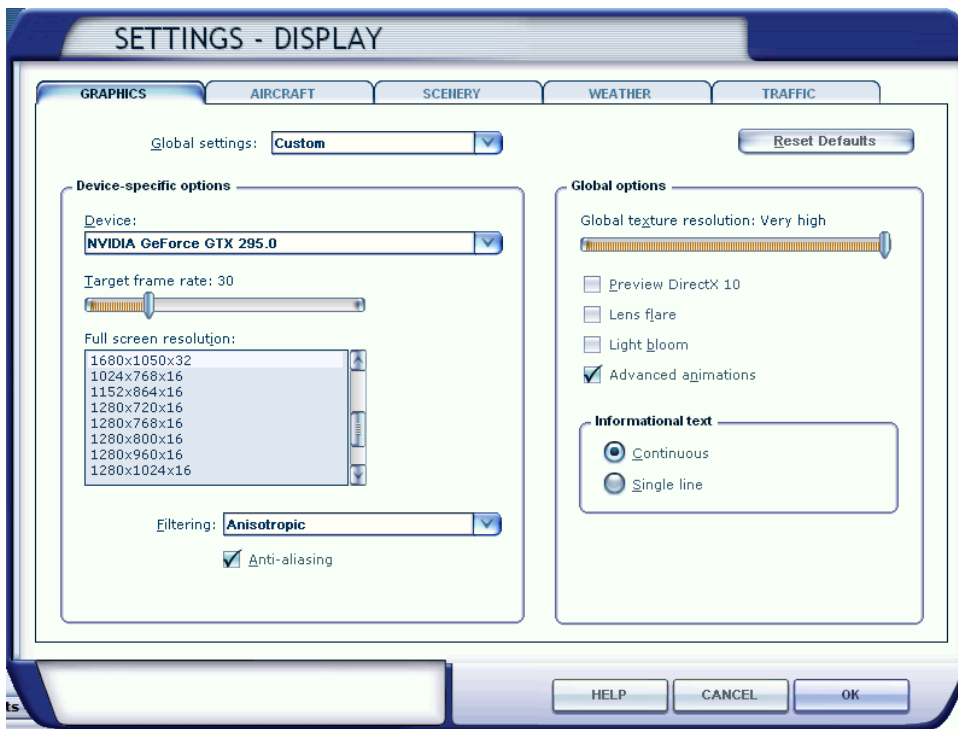 SETTINGS - DISPLAY
GRAPHICS AIRCRAFT SCENERY WEATHER TRAFFIC
Global settings: Custom
Reset Defaults
Device-specific options
Device:
NVIDIA GeForce GTX 295.0
Target frame rate: 30
Full screen resolution:
1680x1050x32
1024x768x16
1152x864x16
1280x720x16
1280x768x16
1280x800x16
1280x960x16
1280x1024x16
Filtering: Anisotropic
Anti-aliasing
Global options
Global texture resolution: Very high
Preview DirectX 10
Lens flare
Light bloom
Advanced animations
Informational text
Continuous
Single line
HELP CANCEL OK
ts